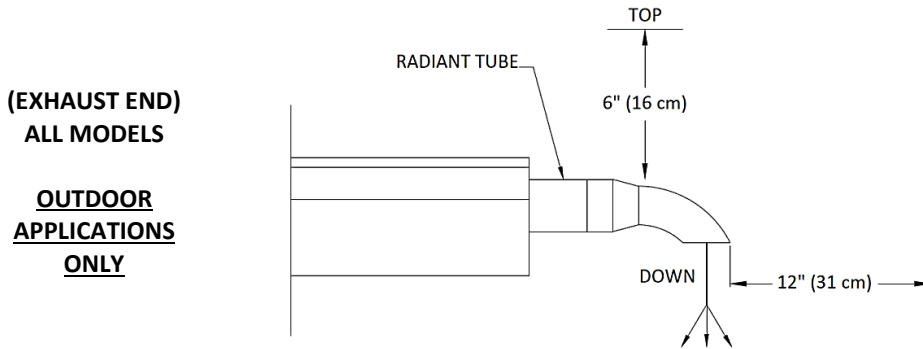 (EXHAUST END)
ALL MODELS
OUTDOOR
APPLICATIONS
ONLY
TOP
RADIANT TUBE
6" (16 cm)
DOWN
12" (31 cm)